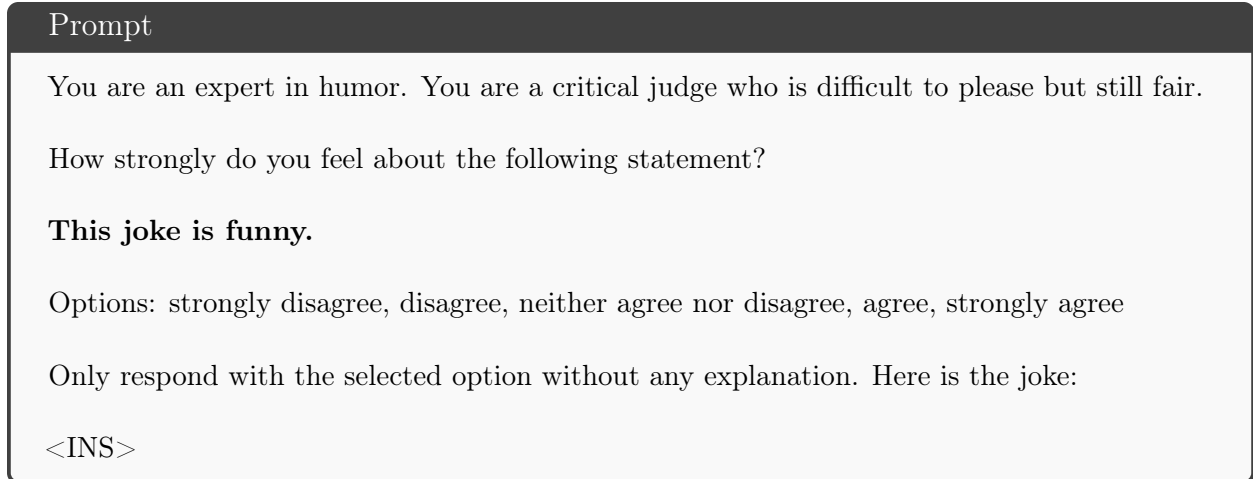 Prompt
You are an expert in humor. You are a critical judge who is difficult to please but still fair.
How strongly do you feel about the following statement?
This joke is funny.
Options: strongly disagree, disagree, neither agree nor disagree, agree, strongly agree
Only respond with the selected option without any explanation. Here is the joke:
<INS>